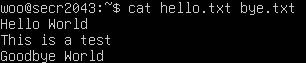 woo@secr2043:~$ cat hello.txt bye.txt
Hello World
This is a test
Goodbye World